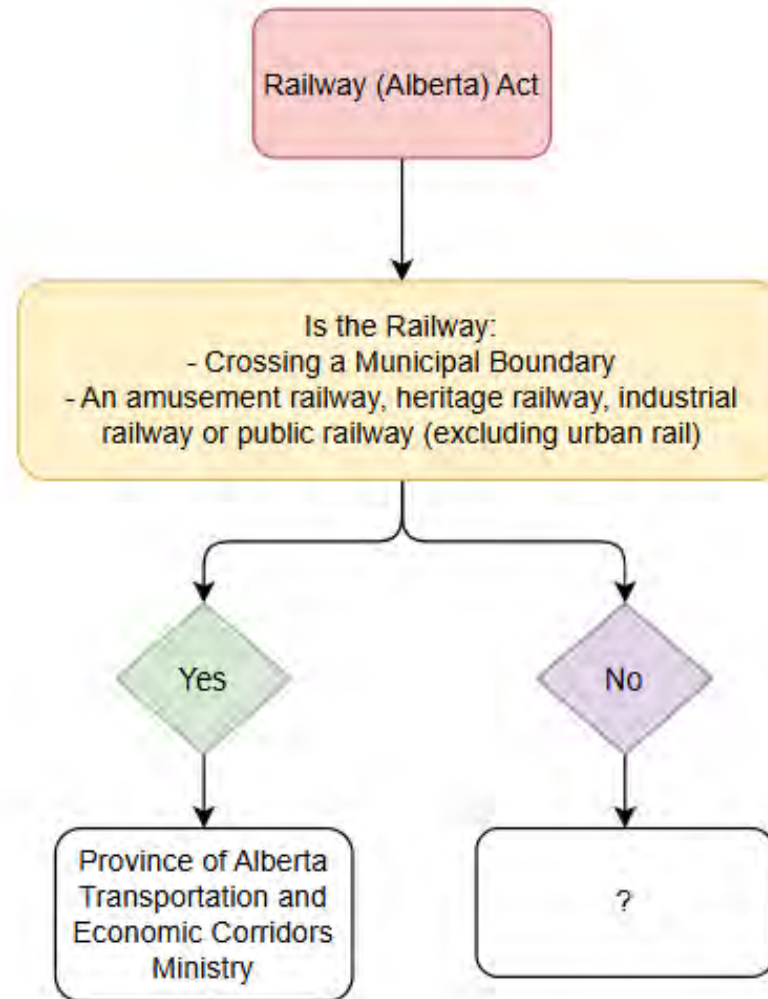 Railway (Alberta) Act
Is the Railway:
- Crossing a Municipal Boundary
- An amusement railway, heritage railway, industrial
railway or public railway (excluding urban rail)
Yes
No
Province of Alberta
Transportation and
Economic Corridors
Ministry
?